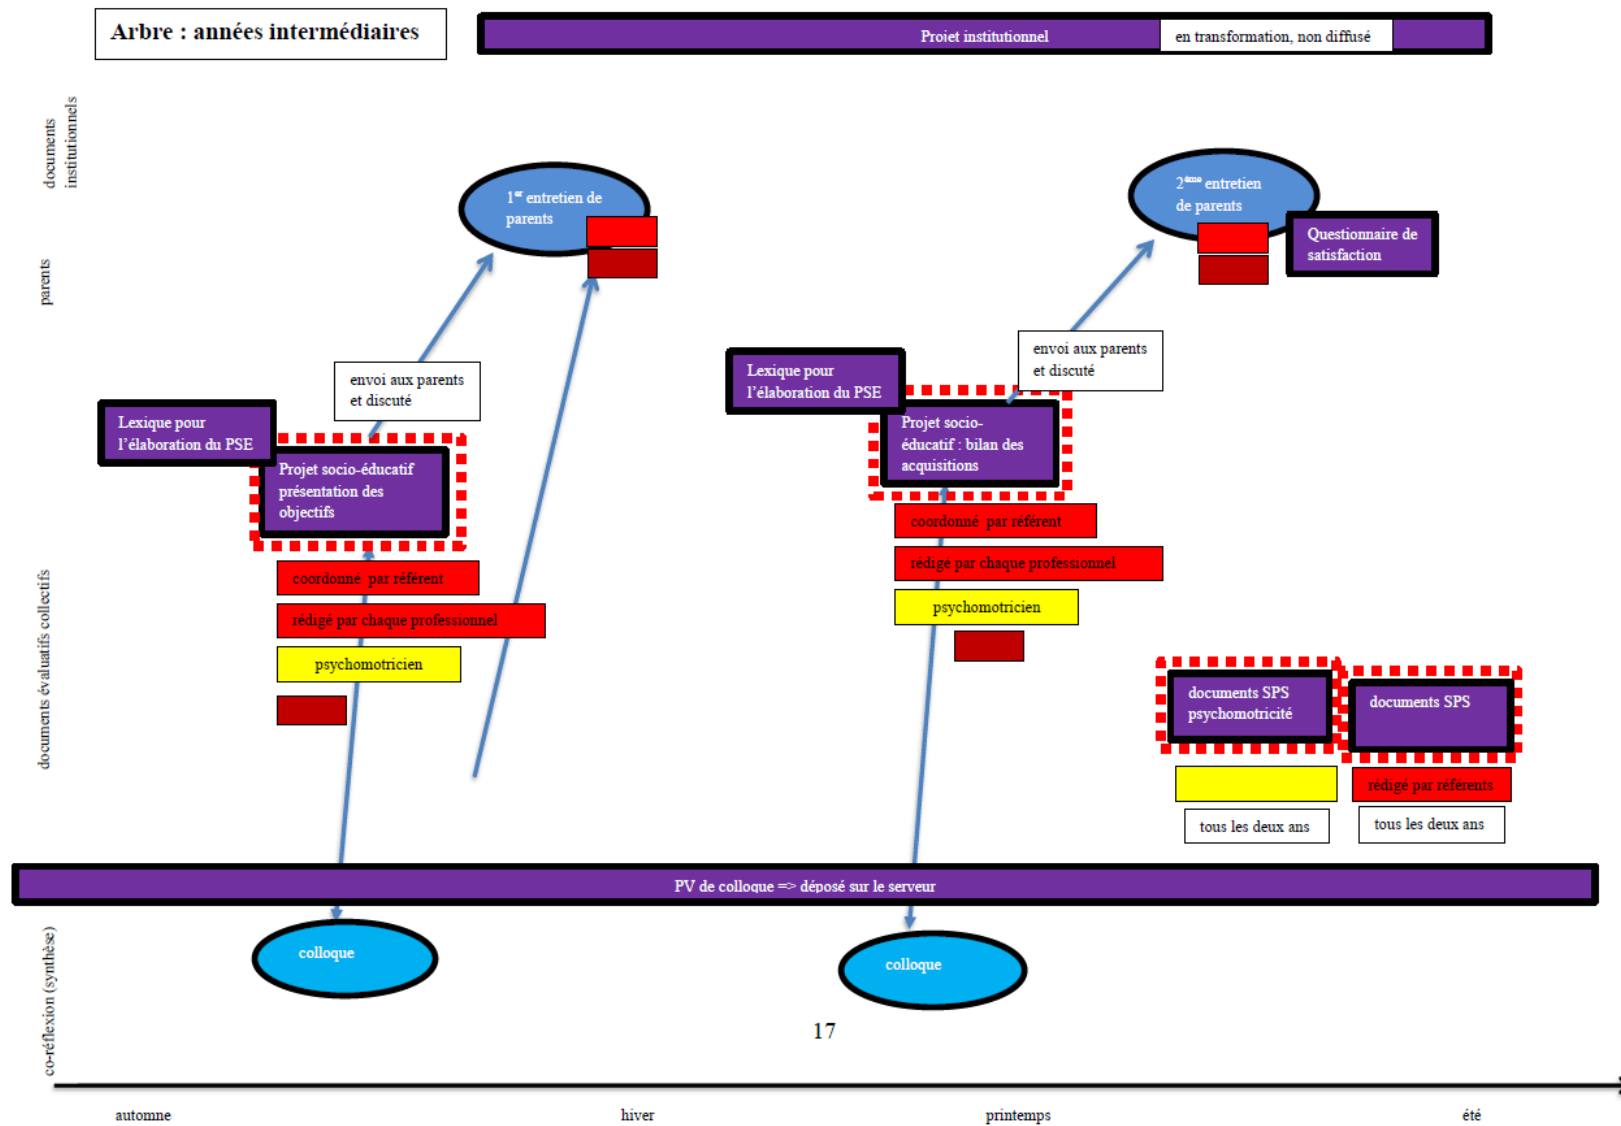 Arbre : années intermédiaires
Projet institutionnel
en transformation, non diffusé
documents
institutionnels
1er entretien de
parents
2ème entretien
de parents
Questionnaire de
satisfaction
parents
envoi aux parents
et discuté
envoi aux parents
et discuté
Lexique pour
l’élaboration du PSE
Projet socio-éducatif
présentation des
objectifs
Lexique pour
l’élaboration du PSE
Projet socio-
éducatif : bilan des
acquisitions
coordonné par référent
rédigé par chaque professionnel
psychomotricien
coordonné par référent
rédigé par chaque professionnel
psychomotricien
documents évaluatifs collectifs
documents SPS
psychomotricité
documents SPS
rédigé par référents
tous les deux ans
tous les deux ans
PV de colloque => déposé sur le serveur
colloque
colloque
co-réflexion (synthèse)
17
automne
hiver
printemps
été